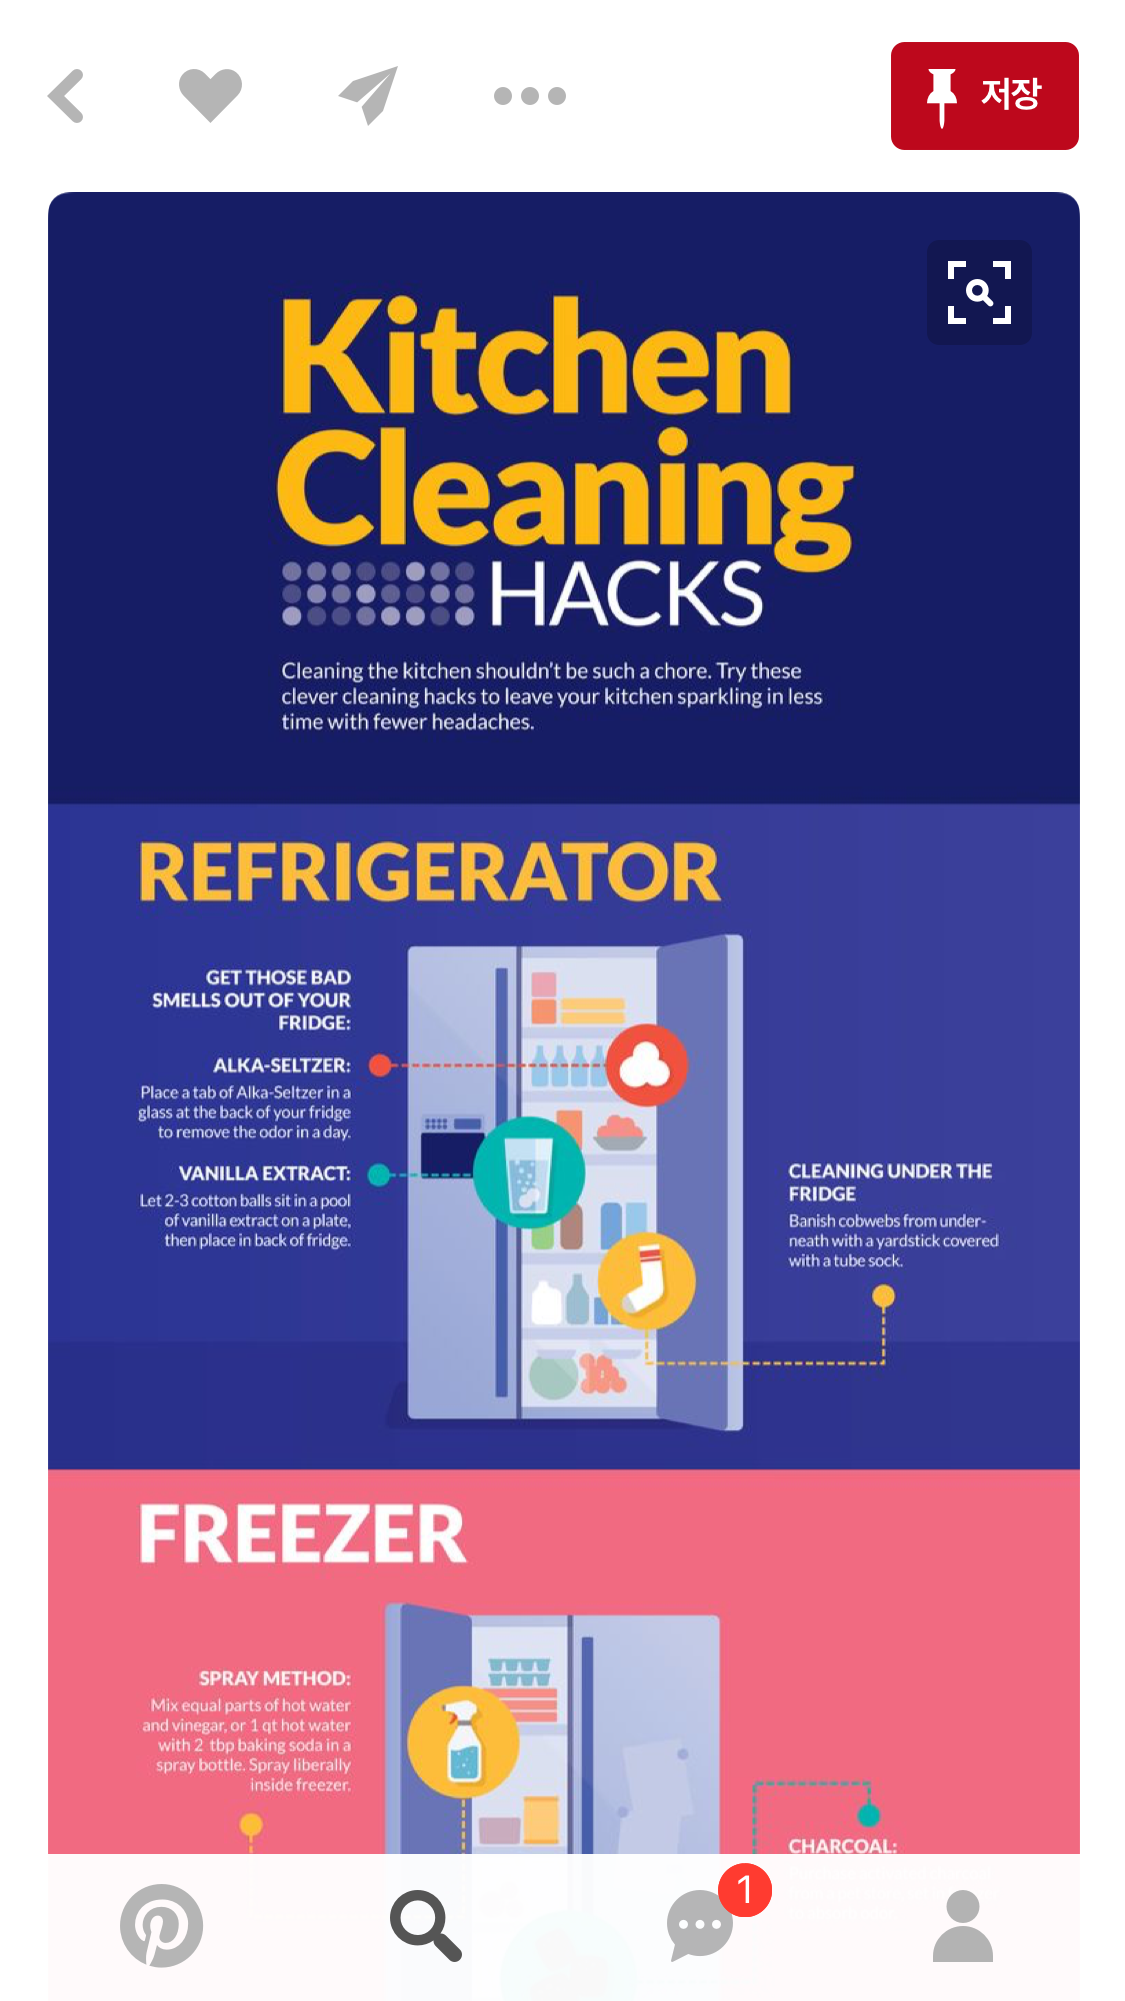 저장
Kitchen
Cleaning
HACKS
Cleaning the kitchen shouldn't be such a chore. Try these
clever cleaning hacks to leave your kitchen sparkling in less
time with fewer headaches.
REFRIGERATOR
GET THOSE BAD
SMELLS OUT OF YOUR
FRIDGE:
ALKA-SELTZER:
Place a tab of Alka-Seltzer in a
glass at the back of your fridge
to remove the odor in a day.
VANILLA EXTRACT:
Let 2-3 cotton balls sit in a pool
of vanilla extract on a plate,
then place in back of fridge.
CLEANING UNDER THE
FRIDGE
Banish cobwebs from under-
neath with a yardstick covered
with a tube sock.
FREEZER
SPRAY METHOD:
Mix equal parts of hot water
and vinegar, or 1 qt hot water
with 2 tbp baking soda in a
spray bottle. Spray liberally
inside freezer.
CHARCOAL:
1